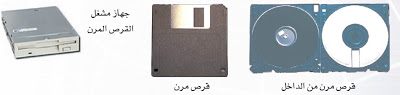 جهاز مشغل
القرص المرن
قرص مرن
قرص مرن من الداخل